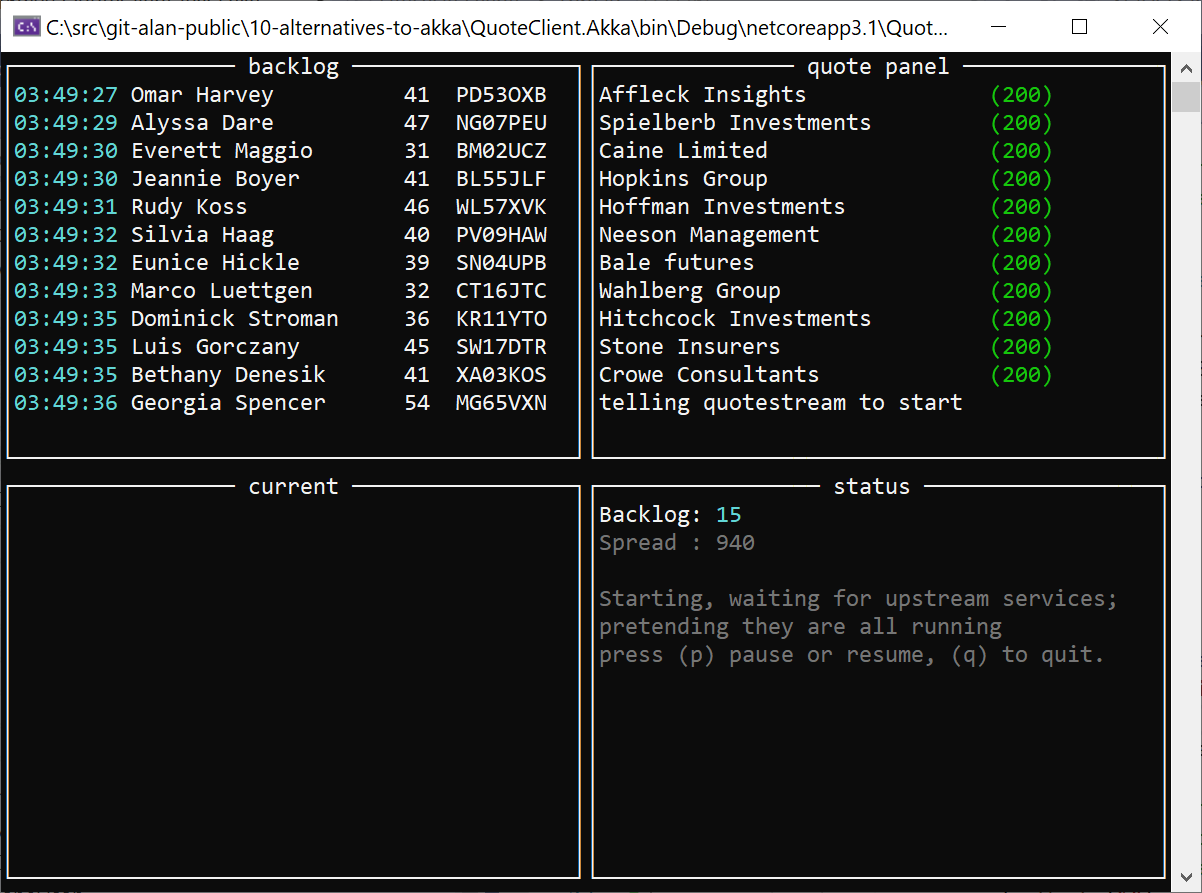 C:\src\git-alan-public\10-alternatives-to-akka\QuoteClient.Akka\bin\Debug\netcoreapp3.1\Quot...
backlog
03:49:27 Omar Harvey 41 PD53OXB
03:49:29 Alyssa Dare 47 NG07PEU
03:49:30 Everett Maggio 31 BM02UCZ
03:49:30 Jeannie Boyer 41 BL55JLF
03:49:31 Rudy Koss 46 WL57XVK
03:49:32 Silvia Haag 40 PV09HAW
03:49:32 Eunice Hickle 39 SN04UPB
03:49:33 Marco Luettgen 32 CT16JTC
03:49:35 Dominick Stroman 36 KR11YTO
03:49:35 Luis Gorczany 45 SW17DTR
03:49:35 Bethany Denesik 41 XA03KOS
03:49:36 Georgia Spencer 54 MG65VXN
quote panel
Affleck Insights (200)
Spielberb Investments (200)
Caine Limited (200)
Hopkins Group (200)
Hoffman Investments (200)
Neeson Management (200)
Bale futures (200)
Wahlberg Group (200)
Hitchcock Investments (200)
Stone Insurers (200)
Crowe Consultants (200)
telling quotestream to start
current
status
Backlog: 15
Spread : 940
Starting, waiting for upstream services;
pretending they are all running
press (p) pause or resume, (q) to quit.